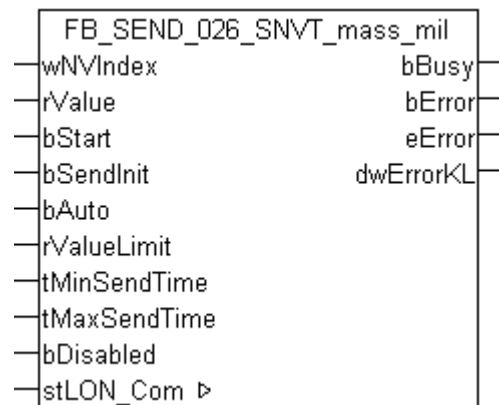 FB_SEND_026_SNVT_mass_mil
wNVIndex bBusy
rValue bError
bStart eError
bSendInit dwErrorKL
bAuto
rValueLimit
tMinSendTime
tMaxSendTime
bDisabled
stLON_Com ▷